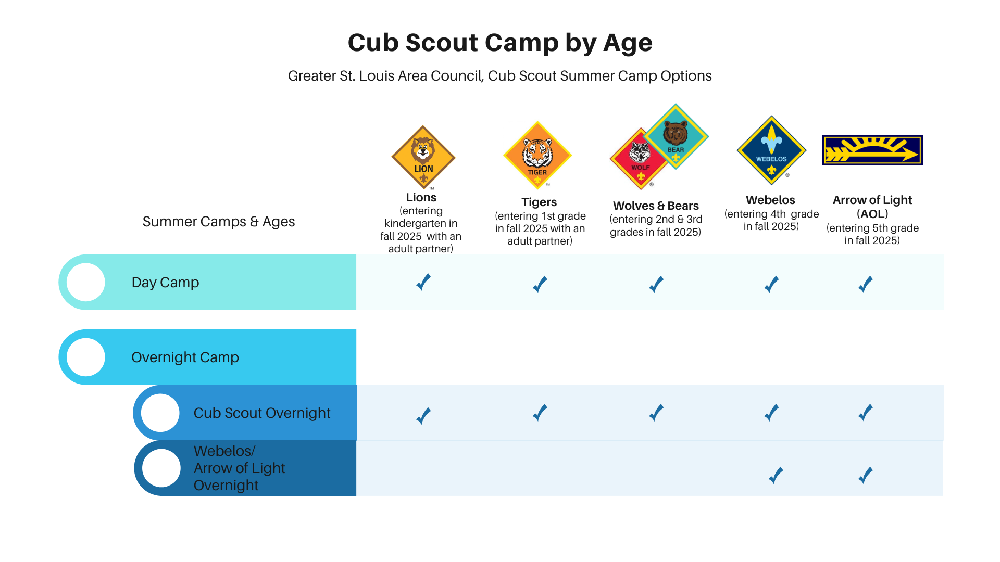 Cub Scout Camp by Age
Greater St. Louis Area Council, Cub Scout Summer Camp Options
LION
TM
TIGER
TM
WOLF
®
BEAR
WEBELOS
®
Summer Camps & Ages
Lions
(entering
kindergarten in
fall 2025 with an
adult partner)
Tigers
(entering 1st grade
in fall 2025 with an
adult partner)
Wolves & Bears
(entering 2nd & 3rd
grades in fall 2025)
Webelos
(entering 4th grade
in fall 2025)
Arrow of Light
(AOL)
(entering 5th grade
in fall 2025)
Day Camp
Overnight Camp
Cub Scout Overnight
Webelos/
Arrow of Light
Overnight